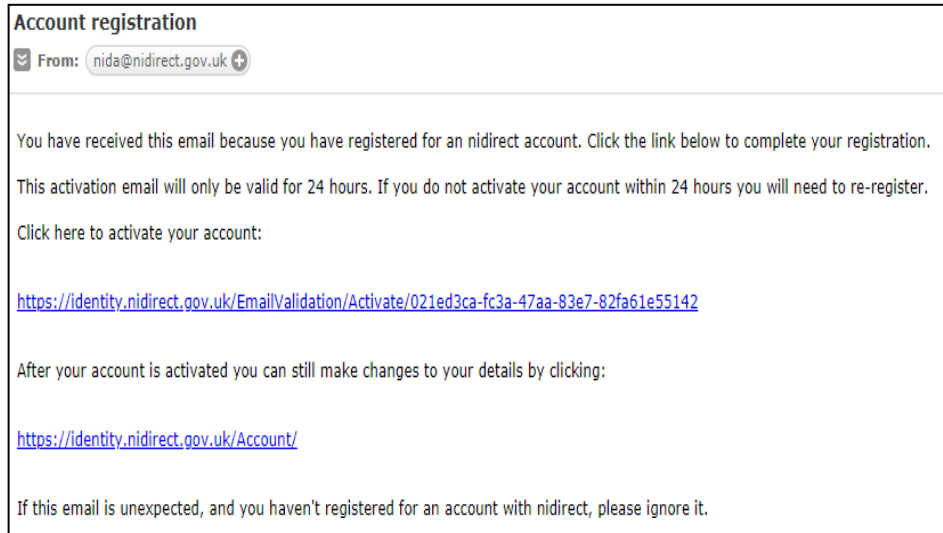 Account registration
From: nida@nidirect.gov.uk
You have received this email because you have registered for an nidirect account. Click the link below to complete your registration.
This activation email will only be valid for 24 hours. If you do not activate your account within 24 hours you will need to re-register.
Click here to activate your account:
https://identity.nidirect.gov.uk/EmailValidation/Activate/021ed3ca-fc3a-47aa-83e7-82fa61e55142
After your account is activated you can still make changes to your details by clicking:
https://identity.nidirect.gov.uk/Account/
If this email is unexpected, and you haven't registered for an account with nidirect, please ignore it.